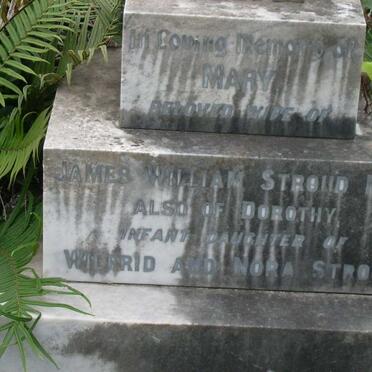 In Loving Memory of
MARY
BELOVED WIFE OF
JAMES WILLIAM STROUD
ALSO OF DOROTHY
INFANT DAUGHTER OF
WILFRID AND NORA STRO